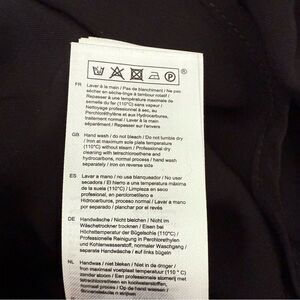 P
®
FR Lavar à la main / Pas de blanchiment / Ne pas
sécher en sèche-linge à tambour rotatif /
Repasser à une température maximale de
semelle du fer (110°C) sans vapeur /
Nettoyage professionnel à sec, au
Perchloréthylène et aux Hydrocarbures,
traitement normal / Laver à la main
séparément / Repasser sur l'envers
GB Hand wash / do not bleach / Do not tumble dry
/ Iron at maximum sole plate temperature
(110°C) without steam / Professional dry
cleaning with tetrachloroethene and
hydrocarbons, normal process / hand wash
separately / iron on reverse side
ES Lavar a mano / no usar blanqueador / No usar
secadora / El hierro a una temperatura máxima
de la suela (110°C) / Limpieza en seco
profesional, en percloroetileno e
Hidrocarburos, proceso normal / Lavar a mano
por separado / planchar por el revés
DE Handwäsche / Nicht bleichen / Nicht im
Wäschetrockner trocknen / Eisen bei
höchsttemperatur der Bügelsohle (110°C) /
Professionelle Reinigung in Perchlorethylen
und Kohlenwasserstoff, normaler Waschgang /
separate Handwäsche / auf links bügeln
NL Handwas / niet bleken / Niet in de droger /
Iron maximaal voetplaat temperatuur (110 °
zonder stoom / Professioneel